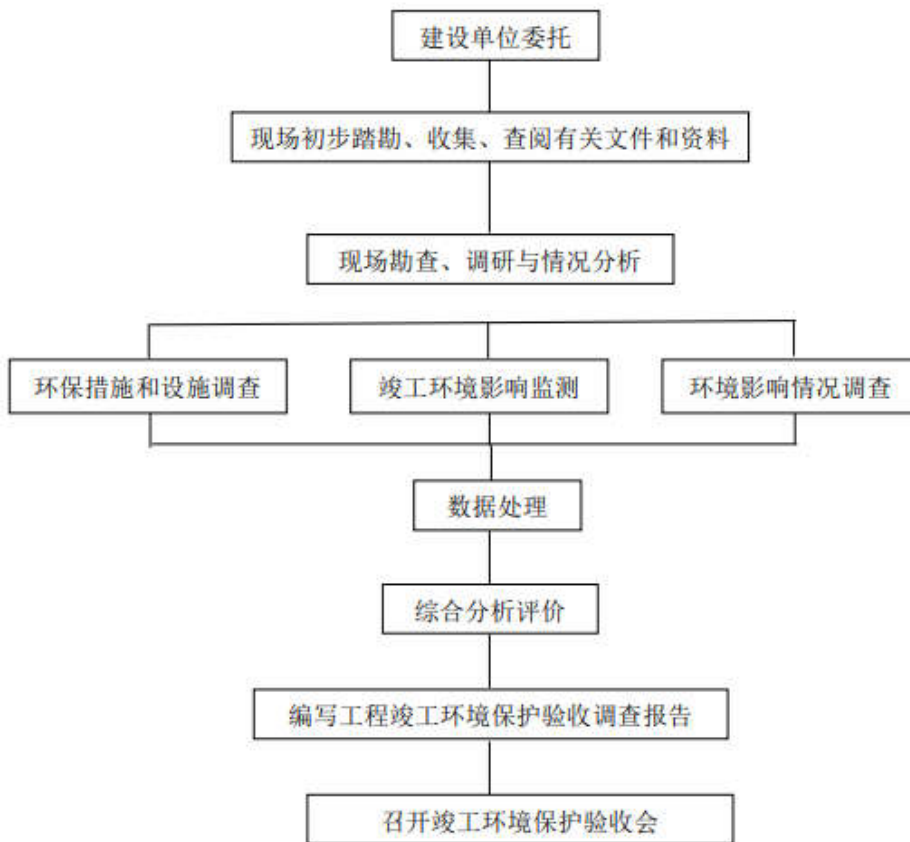 建设单位委托
现场初步踏勘、收集、查阅有关文件和资料
现场勘查、调研与情况分析
环保措施和设施调查
竣工环境影响监测
环境影响情况调查
数据处理
综合分析评价
编写工程竣工环境保护验收调查报告
召开竣工环境保护验收会